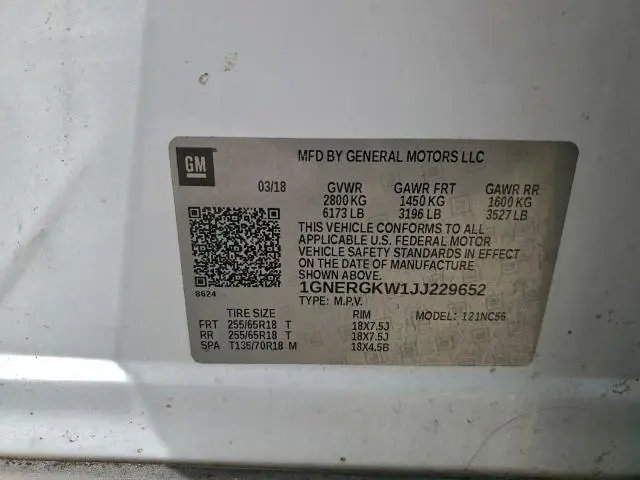 GM
MFD BY GENERAL MOTORS LLC
03/18 GVWR GAWR FRT GAWR RR
2800 KG 1450 KG 1600 KG
6173 LB 3196 LB 3527 LB
THIS VEHICLE CONFORMS TO ALL
APPLICABLE U.S. FEDERAL MOTOR
VEHICLE SAFETY STANDARDS IN EFFECT
ON THE DATE OF MANUFACTURE
SHOWN ABOVE.
8624
1GNERGKW1JJ229652
TYPE: M.P.V.
TIRE SIZE RIM MODEL: 121NC56
FRT 255/65R18 T 18X7.5J
RR 255/65R18 T 18X7.5J
SPA T135/70R18 M 18X4.5B